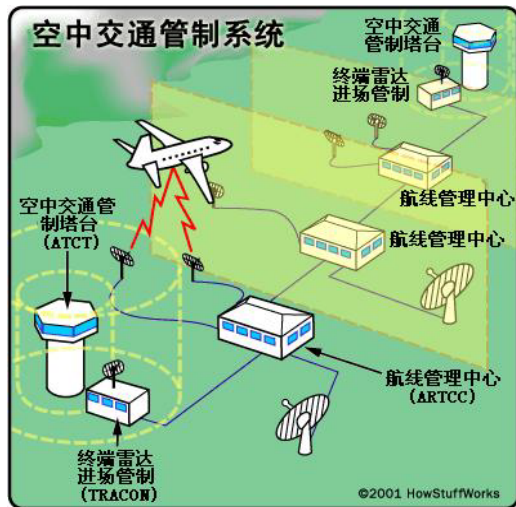 空中交通管制系统
空中交通
管制塔台
终端雷达
进场管制
航线管理中心
航线管理中心
空中交通管
制塔台
(ATCT)
航线管理中心
(ARTCC)
终端雷达
进场管制
(TRACON)
©2001 HowStuffWorks